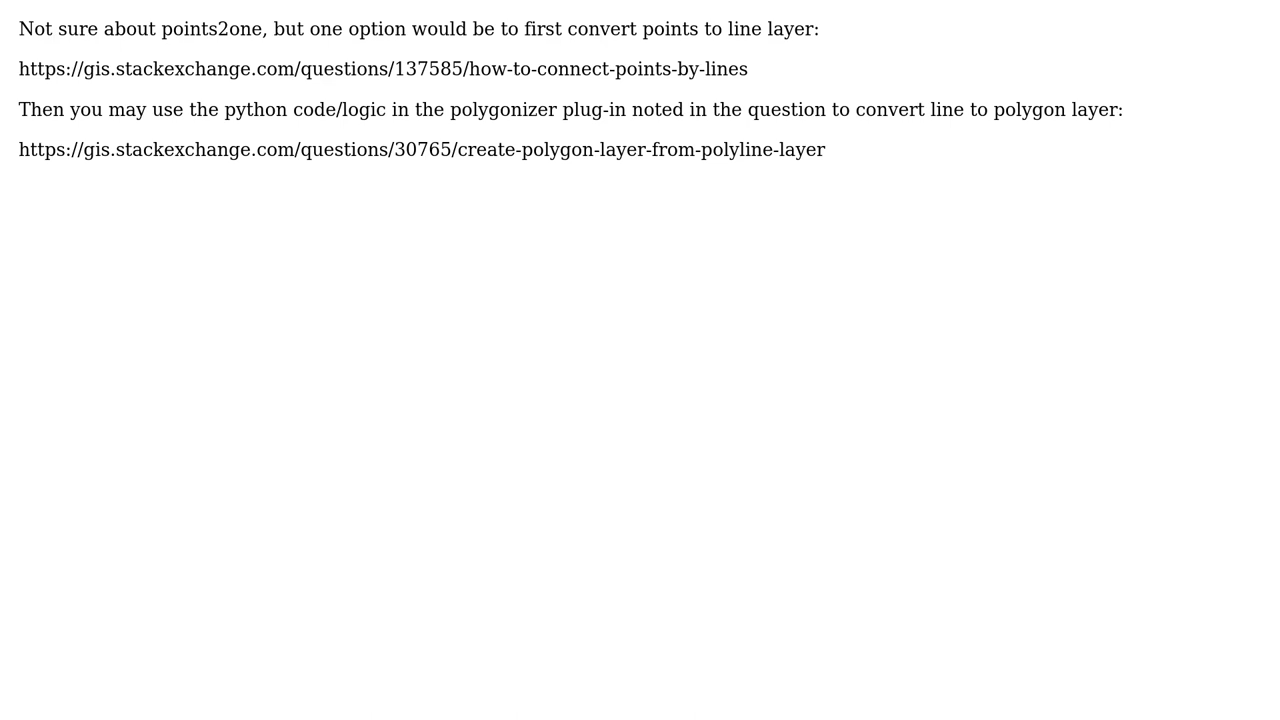 Not sure about points2one, but one option would be to first convert points to line layer:
https://gis.stackexchange.com/questions/137585/how-to-connect-points-by-lines
Then you may use the python code/logic in the polygonizer plug-in noted in the question to convert line to polygon layer:
https://gis.stackexchange.com/questions/30765/create-polygon-layer-from-polyline-layer